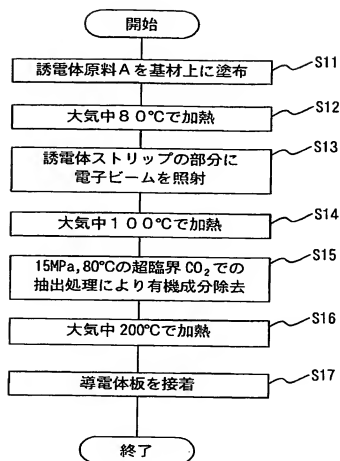 開始
誘電体原料Aを基材上に塗布
S11
大気中80℃で加熱
S12
誘電体ストリップの部分に
電子ビームを照射
S13
大気中100℃で加熱
S14
15MPa,80℃の超臨界CO₂での
抽出処理により有機成分除去
S15
大気中200℃で加熱
S16
導電体板を接着
S17
終了